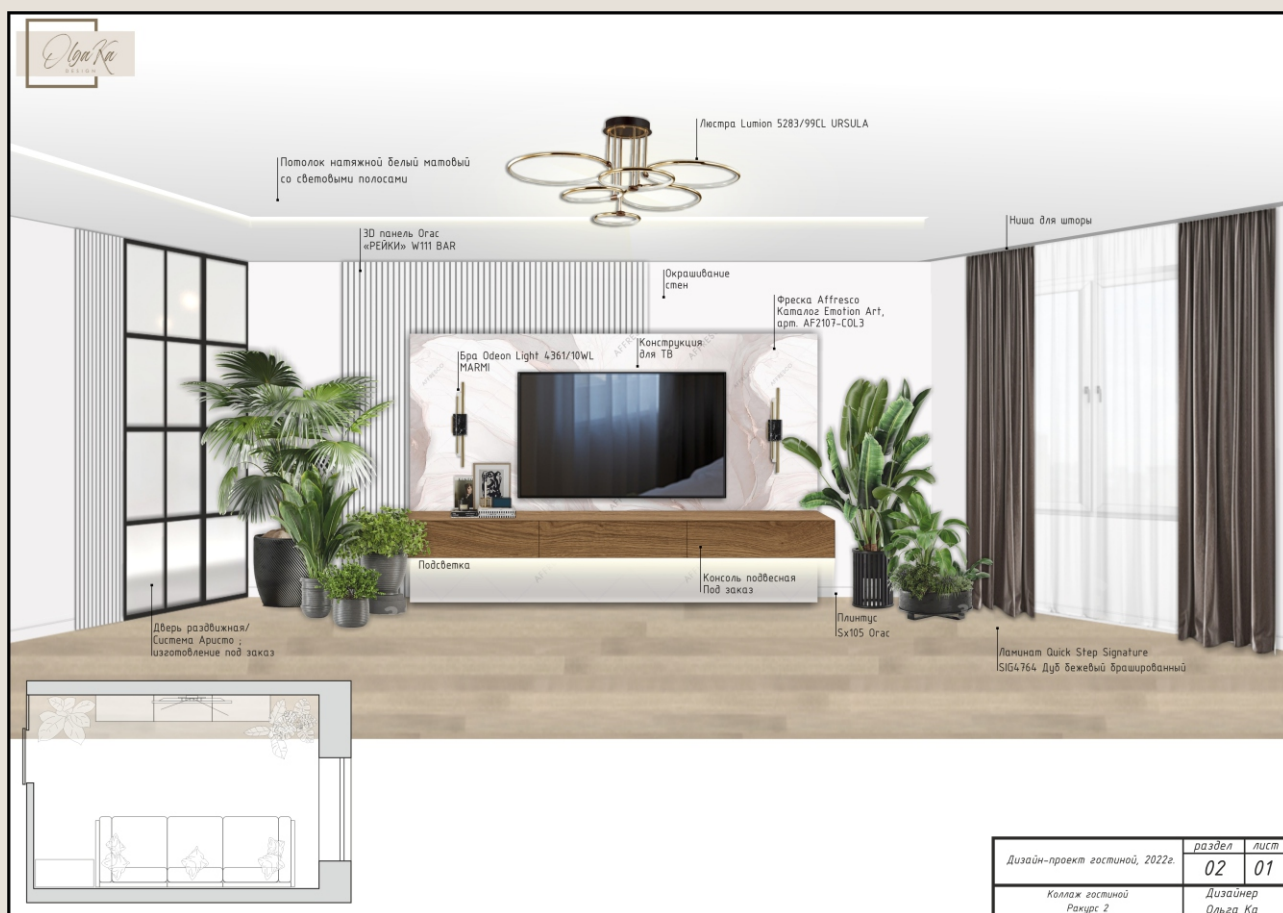 Olga Ka
DESIGN
Люстра Lumion 5283/99CL URSULA
Потолок натяжной белый матовый
со световыми полосами
Ниша для шторы
3D панель Orac
«РЕЙКИ» W111 BAR
Окрашивание
стен
Фреска Affresco
Каталог Emotion Art,
арт. AF2107-COL3
Конструкция
для ТВ
Бра Odeon Light 4361/10WL
MARMI
AFFRESCO
Подсветка
Консоль подвесная
Под заказ
Плинтус
Sx105 Orac
Дверь раздвижная/
Система Аристо ;
изготовление под заказ
Ламинат Quick Step Signature
SIG4764 Дуб бежевый брашированный
Дизайн-проект гостиной, 2022г.
раздел
лист
02
01
Коллаж гостиной
Ракурс 2
Дизайнер
Ольга Ка